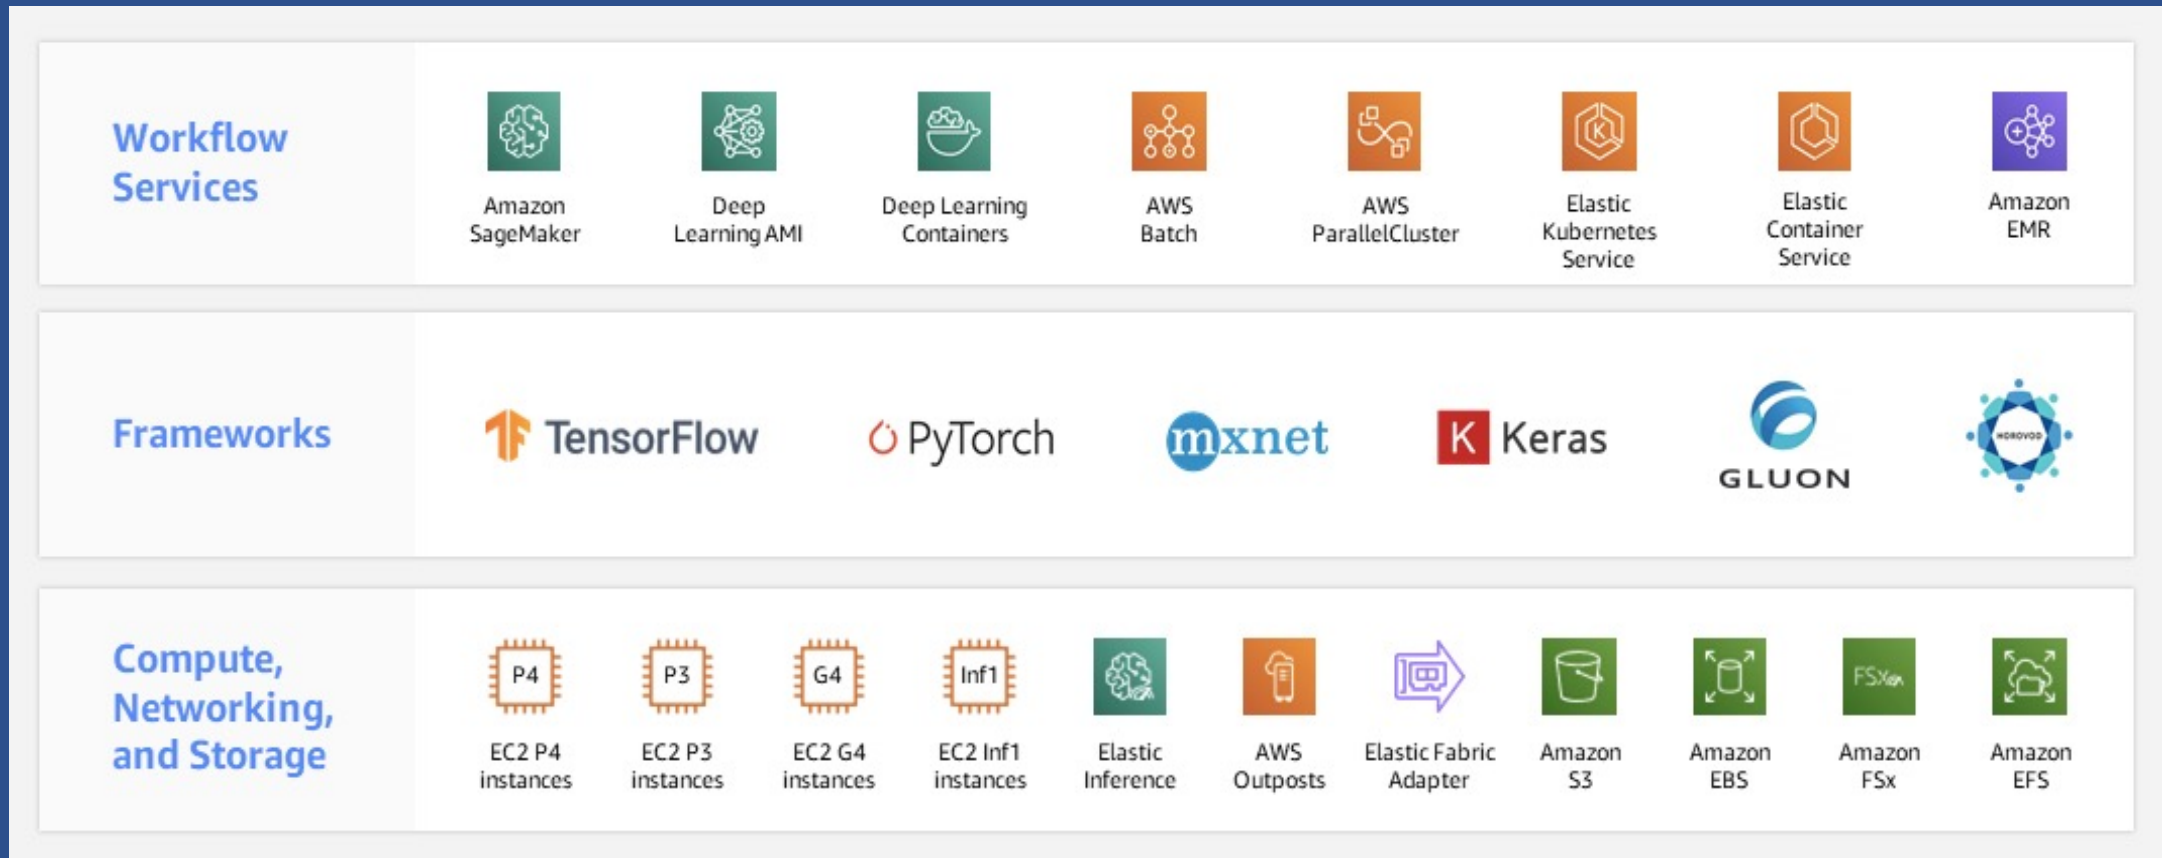 Workflow
Services
Amazon
SageMaker
Deep
Learning AMI
Deep Learning
Containers
AWS
Batch
AWS
ParallelCluster
K
Elastic
Kubernetes
Service
Elastic
Container
Service
Amazon
EMR
Frameworks
TensorFlow
PyTorch
mxnet
K Keras
GLUON
HOROVOD
Compute,
Networking,
and Storage
P4
EC2 P4
instances
P3
EC2 P3
instances
G4
EC2 G4
instances
Inf1
EC2 Inf1
instances
Elastic
Inference
AWS
Outposts
Elastic Fabric
Adapter
Amazon
S3
Amazon
EBS
FSx
Amazon
FSx
Amazon
EFS